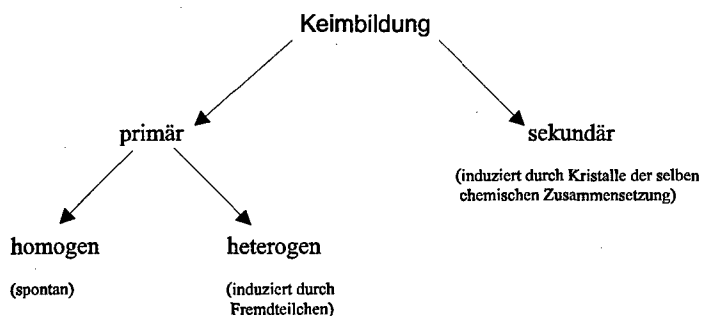 Keimbildung
primär
sekundär
(induziert durch Kristalle der selben
chemischen Zusammensetzung)
homogen
heterogen
(spontan)
(induziert durch
Fremdteilchen)